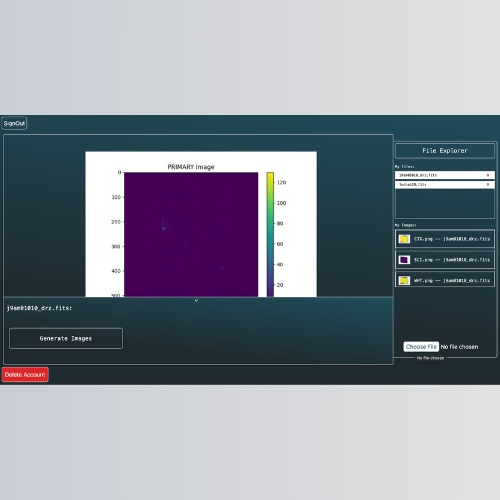 SignOut
PRIMARY Image
0
100
200
300
400
500
120
100
80
60
40
20
j9am01010_drz.fits:
Generate Images
Delete Account
File Explorer
My Files:
j9am01010_drz.fits X
My Images:
CTX.png -- j9am01010_drz.fits
SCI.png -- j9am01010_drz.fits
WHT.png -- j9am01010_drz.fits
Choose File No file chosen
No file chosen